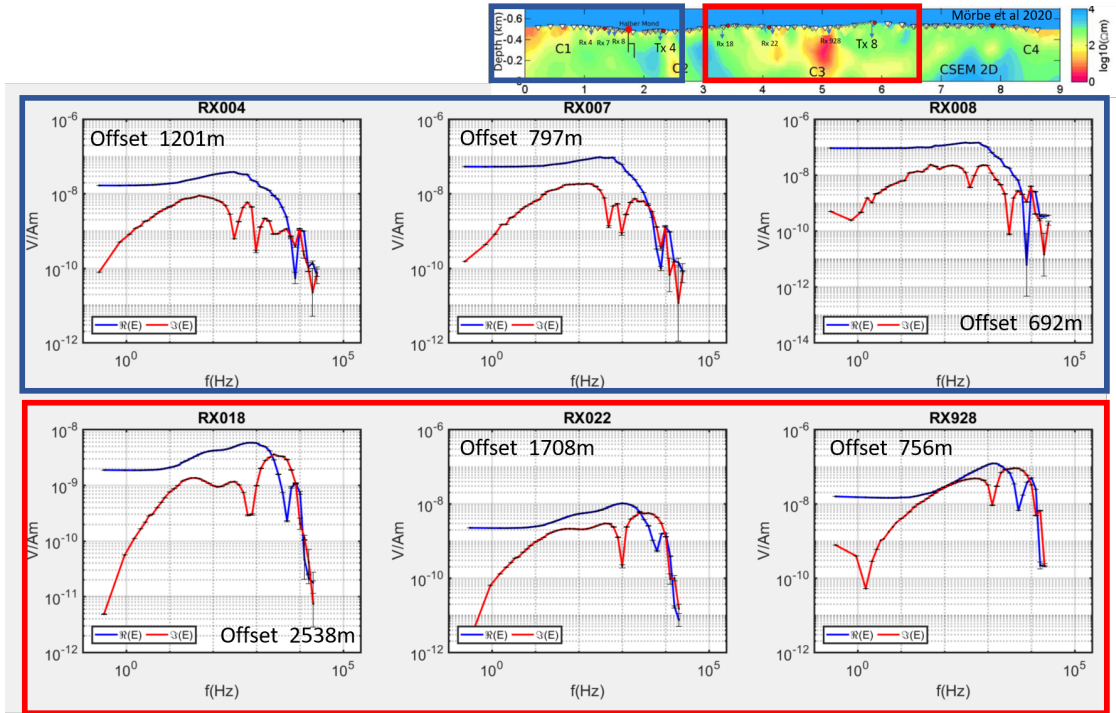 Mörbe et al 2020
Halber Mond
Depth (km)
-0.6
-0.4
-0.2
-0
C1
Rx 4
Rx 7
Rx 8
Tx 4
C2
Rx 18
Rx 22
Rx 928
Tx 8
C3
CSEM 2D
C4
0 1 2 3 4 5 6 7 8 9
4
2
0
log10(Ωm)
RX004
Offset 1201m
10^-6
10^-8
10^-10
10^-12
V/Am
ℜ(E) ℑ(E)
10^0 10^5
f(Hz)
RX007
Offset 797m
10^-6
10^-8
10^-10
10^-12
V/Am
ℜ(E) ℑ(E)
10^0 10^5
f(Hz)
RX008
10^-6
10^-8
10^-10
10^-12
10^-14
V/Am
Offset 692m
ℜ(E) ℑ(E)
10^0 10^5
f(Hz)
RX018
10^-8
10^-9
10^-10
10^-11
10^-12
V/Am
ℜ(E) ℑ(E)
Offset 2538m
10^0 10^5
f(Hz)
RX022
Offset 1708m
10^-6
10^-8
10^-10
10^-12
V/Am
ℜ(E) ℑ(E)
10^0 10^5
f(Hz)
RX928
Offset 756m
10^-6
10^-8
10^-10
10^-12
V/Am
ℜ(E) ℑ(E)
10^0 10^5
f(Hz)